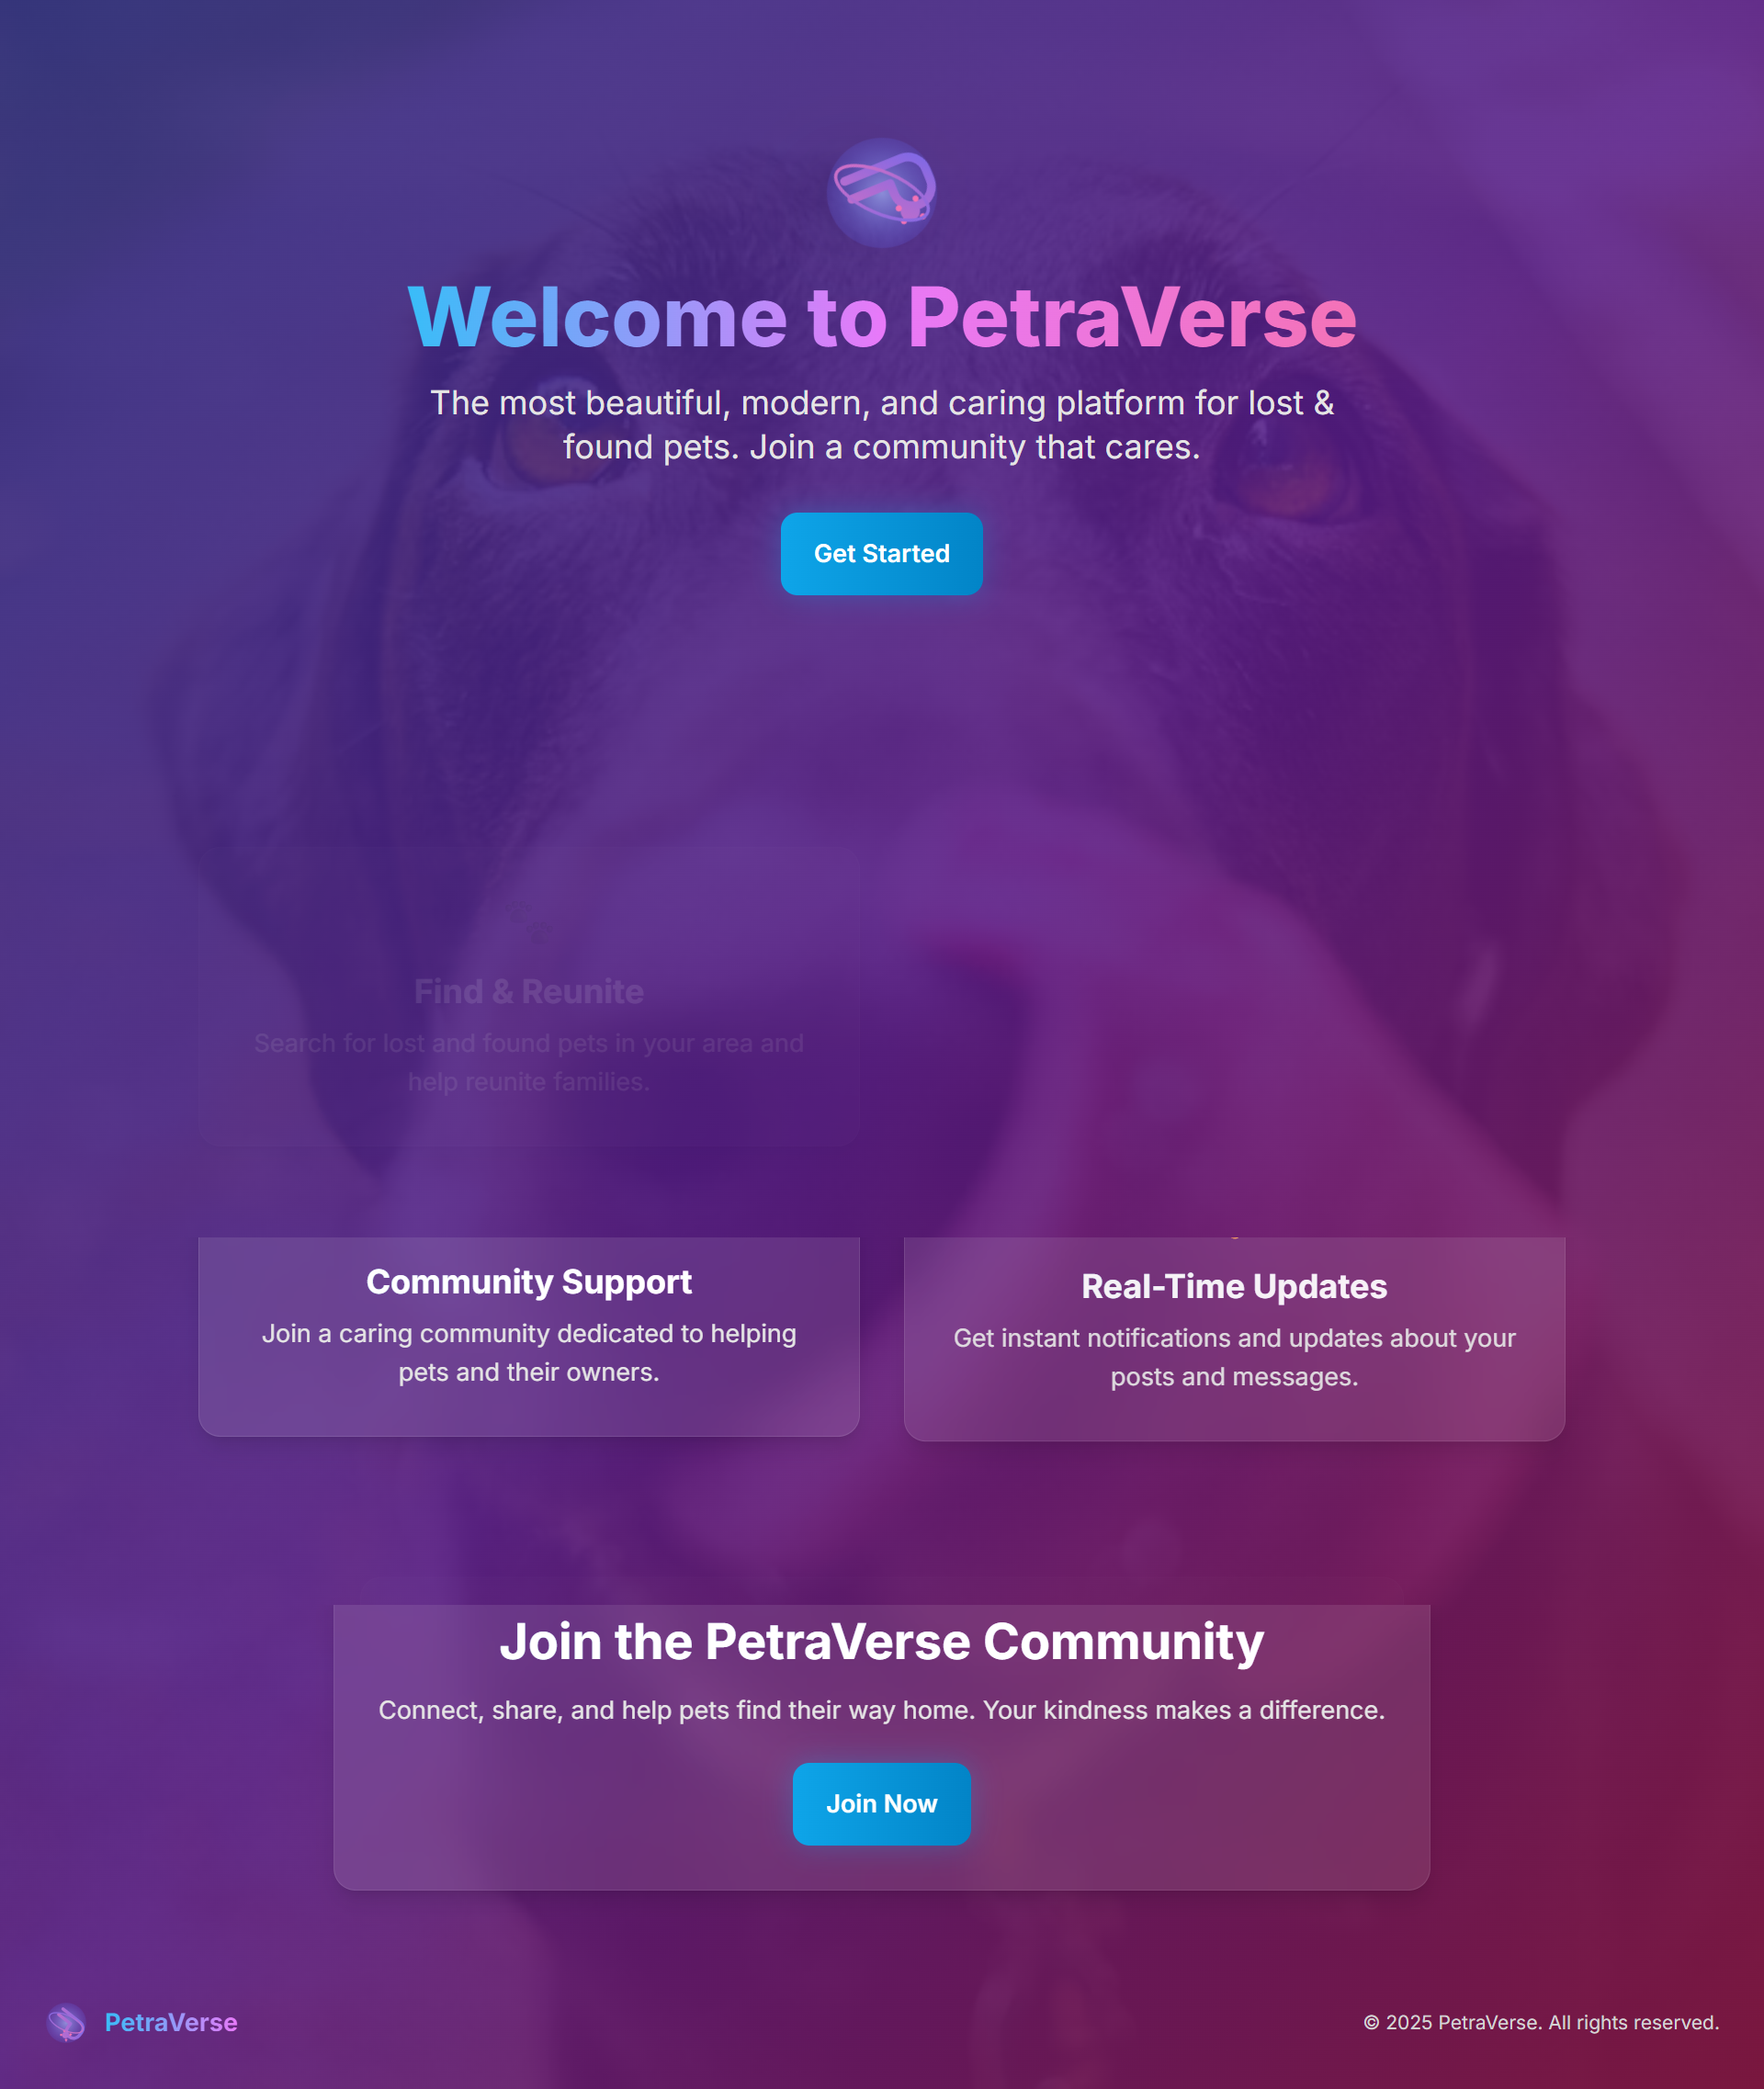 Welcome to PetraVerse
The most beautiful, modern, and caring platform for lost &
found pets. Join a community that cares.
Get Started
Find & Reunite
Search for lost and found pets in your area and
help reunite families.
Community Support
Join a caring community dedicated to helping
pets and their owners.
Real-Time Updates
Get instant notifications and updates about your
posts and messages.
Join the PetraVerse Community
Connect, share, and help pets find their way home. Your kindness makes a difference.
Join Now
PetraVerse
© 2025 PetraVerse. All rights reserved.